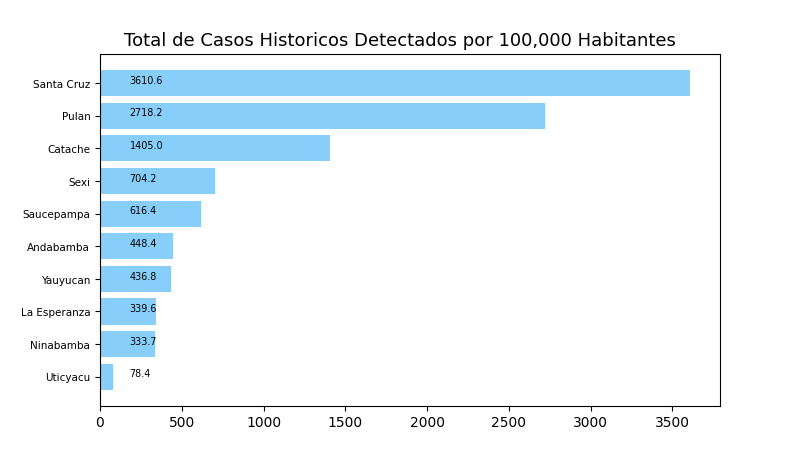 Total de Casos Historicos Detectados por 100,000 Habitantes
Santa Cruz 3610.6
Pulan 2718.2
Catache 1405.0
Sexi 704.2
Saucepampa 616.4
Andabamba 448.4
Yauyucan 436.8
La Esperanza 339.6
Ninabamba 333.7
Uticyacu 78.4
0 500 1000 1500 2000 2500 3000 3500